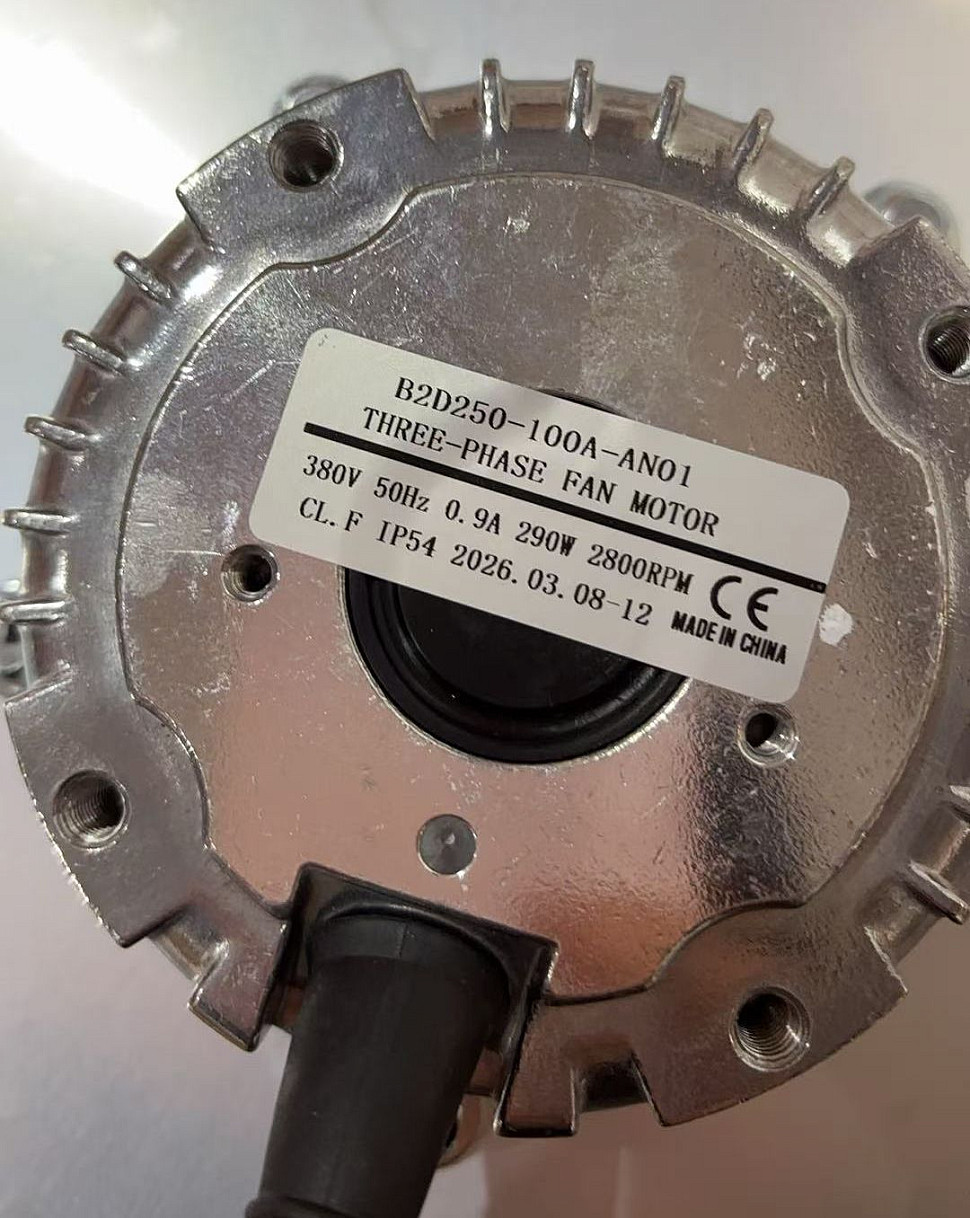 B2D250-100A-AN01
THREE-PHASE FAN MOTOR
380V 50Hz 0.9A 290W 2800RPM
CL.F IP54 2026.03.08-12 CE
MADE IN CHINA